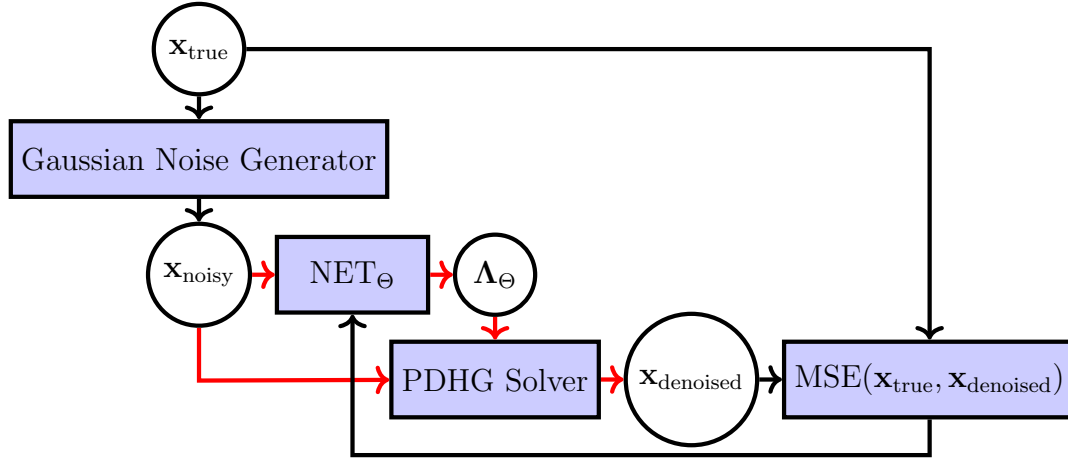 x_true
Gaussian Noise Generator
x_noisy
NET_Θ
Λ_Θ
PDHG Solver
x_denoised
MSE(x_true, x_denoised)